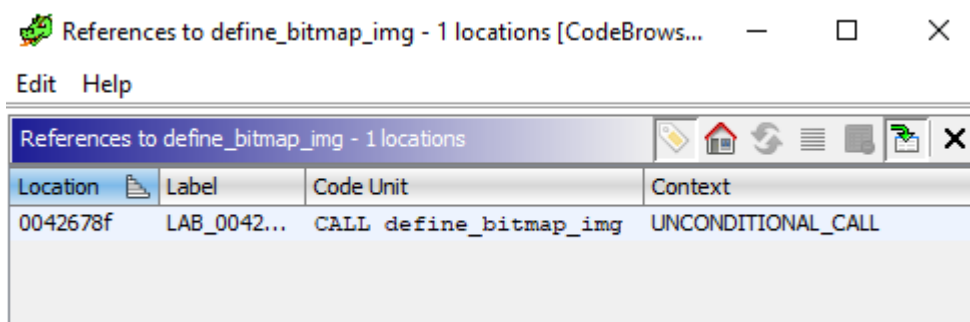 References to define_bitmap_img - 1 locations [CodeBrows...
Edit Help
References to define_bitmap_img - 1 locations
Location Label Code Unit Context
0042678f LAB_0042... CALL define_bitmap_img UNCONDITIONAL_CALL